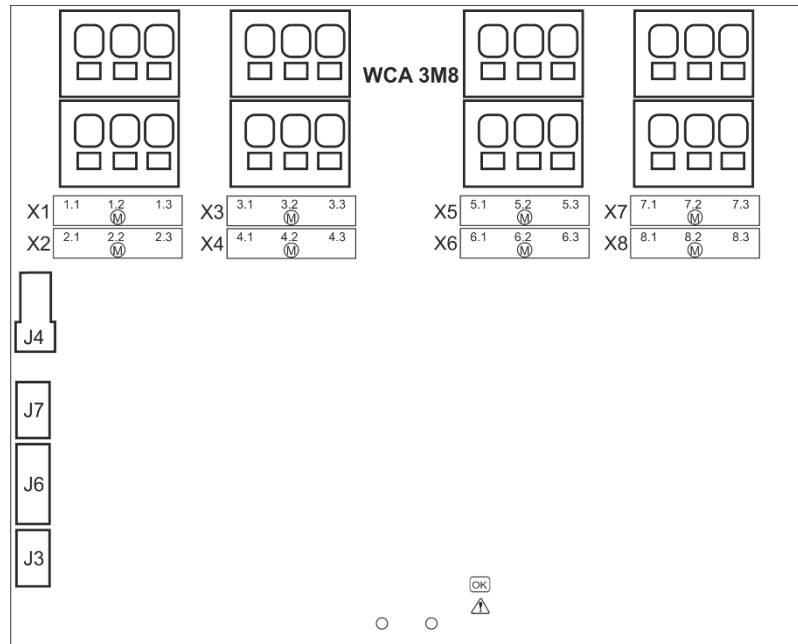 WCA 3M8
X1 1.1 1.2 1.3 X3 3.1 3.2 3.3 X5 5.1 5.2 5.3 X7 7.1 7.2 7.3
M M M M
X2 2.1 2.2 2.3 X4 4.1 4.2 4.3 X6 6.1 6.2 6.3 X8 8.1 8.2 8.3
M M M M
J4
J7
J6
J3
OK